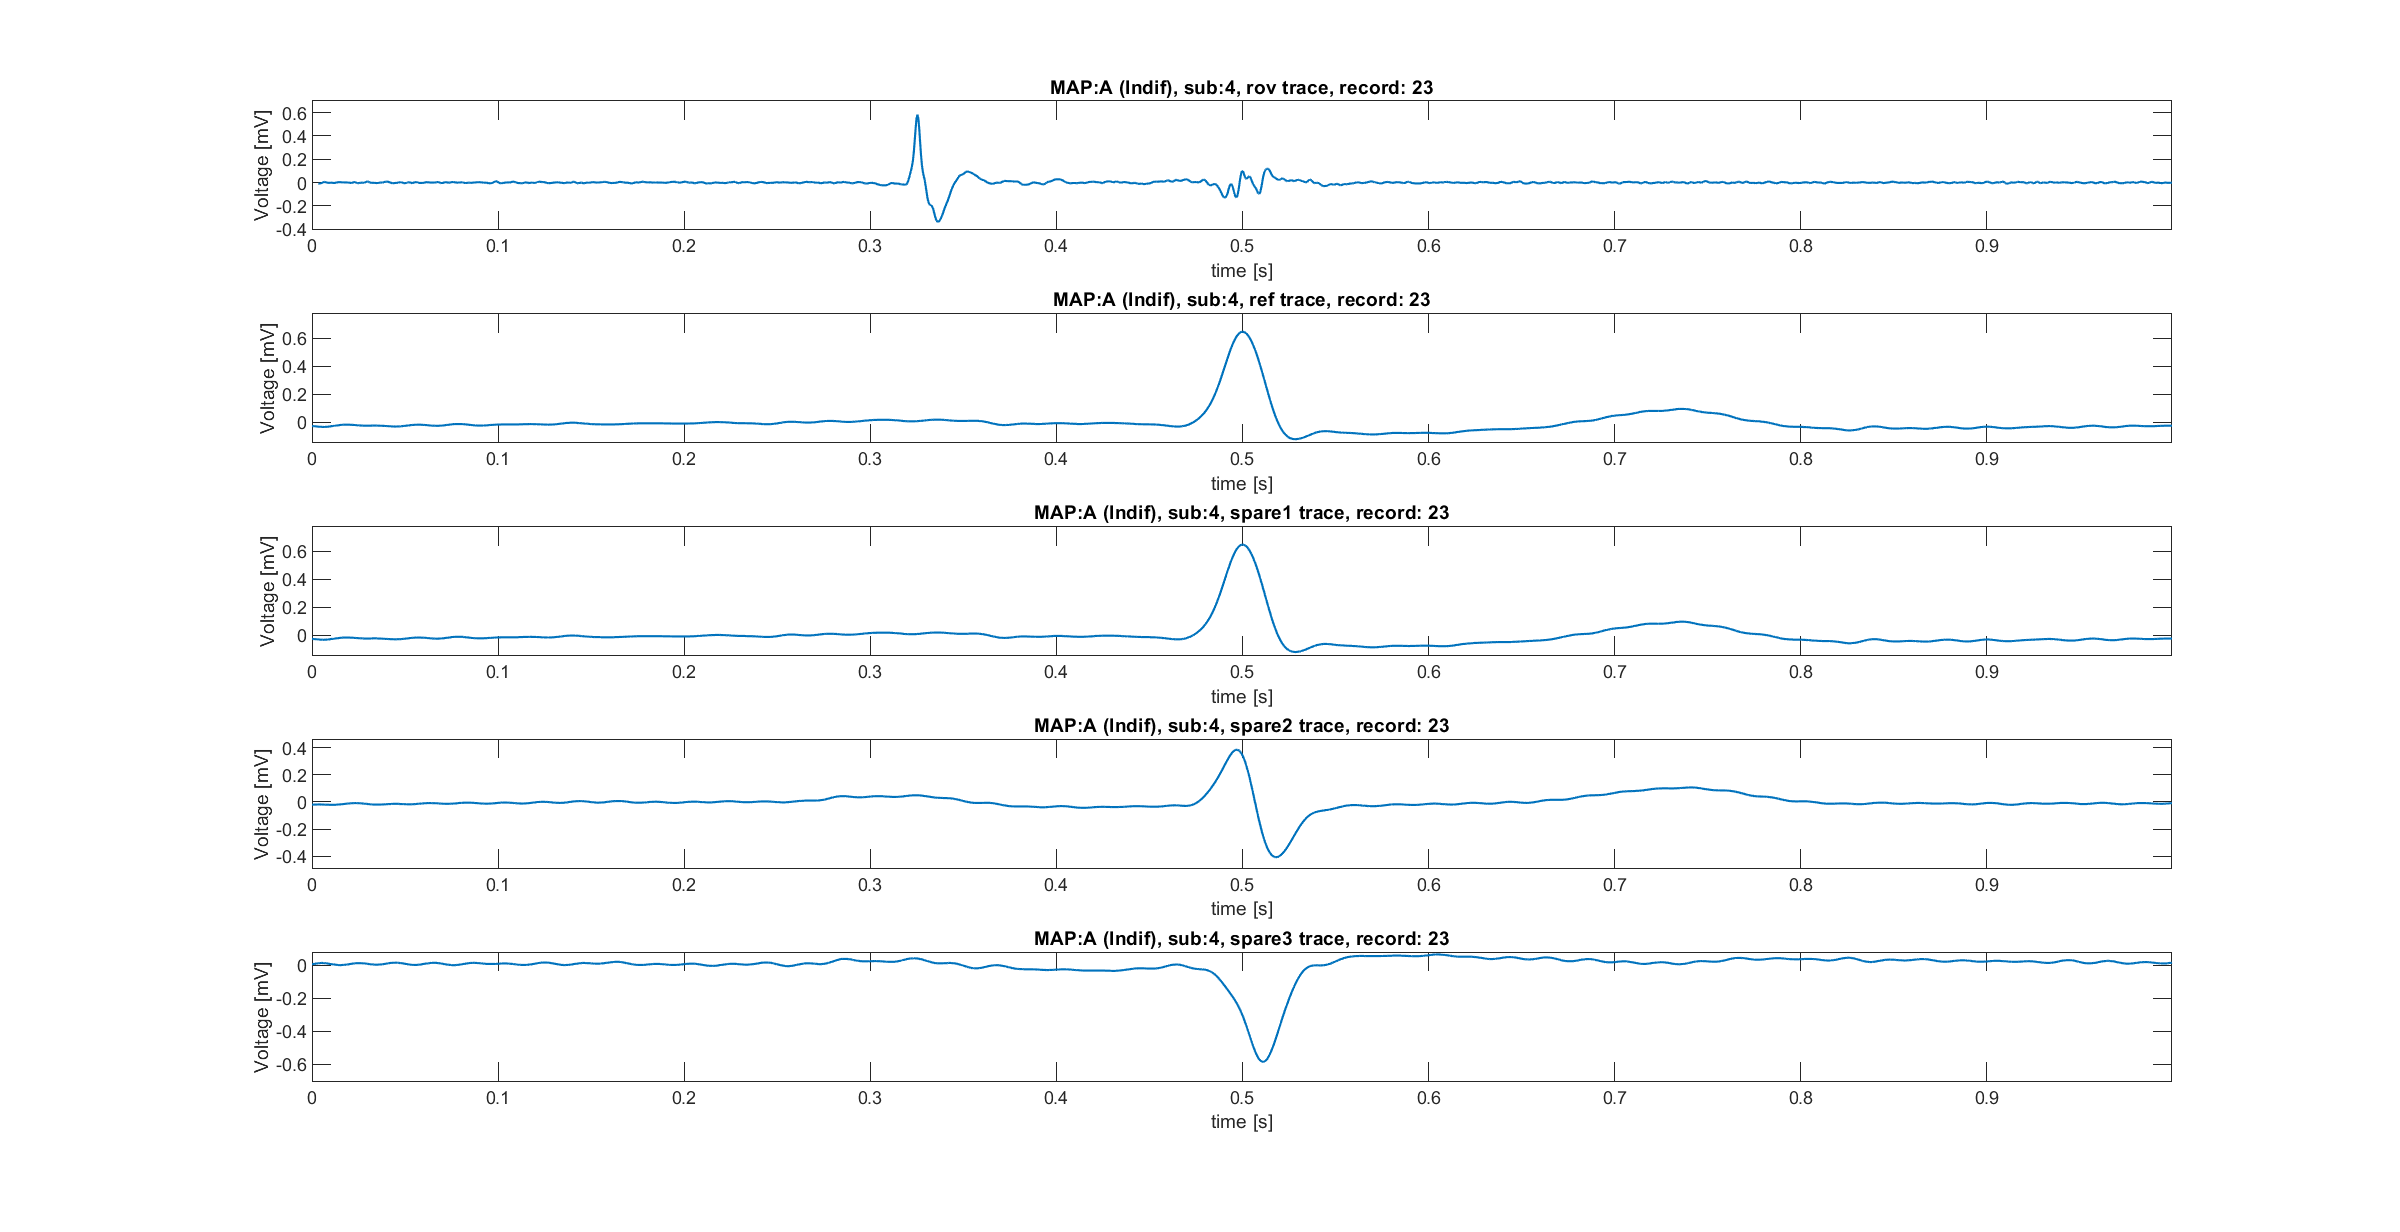 MAP:A (Indif), sub:4, rov trace, record: 23
Voltage [mV]
0.6
0.4
0.2
0
-0.2
-0.4
0 0.1 0.2 0.3 0.4 0.5 0.6 0.7 0.8 0.9
time [s]
MAP:A (Indif), sub:4, ref trace, record: 23
Voltage [mV]
0.6
0.4
0.2
0
0 0.1 0.2 0.3 0.4 0.5 0.6 0.7 0.8 0.9
time [s]
MAP:A (Indif), sub:4, spare1 trace, record: 23
Voltage [mV]
0.6
0.4
0.2
0
0 0.1 0.2 0.3 0.4 0.5 0.6 0.7 0.8 0.9
time [s]
MAP:A (Indif), sub:4, spare2 trace, record: 23
Voltage [mV]
0.4
0.2
0
-0.2
-0.4
0 0.1 0.2 0.3 0.4 0.5 0.6 0.7 0.8 0.9
time [s]
MAP:A (Indif), sub:4, spare3 trace, record: 23
Voltage [mV]
0
-0.2
-0.4
-0.6
0 0.1 0.2 0.3 0.4 0.5 0.6 0.7 0.8 0.9
time [s]